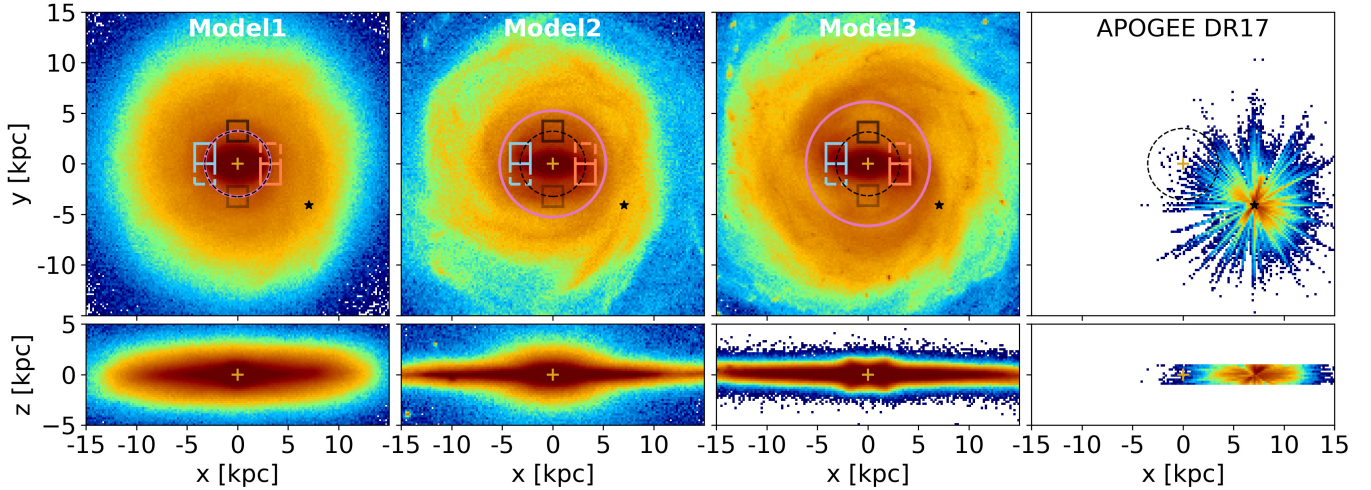 Model1 Model2 Model3 APOGEE DR17
15
10
5
0
-5
-10
y [kpc]
5
0
−5
z [kpc]
-15 -10 -5 0 5 10 -15 -10 -5 0 5 10 -15 -10 -5 0 5 10 -15 -10 -5 0 5 10 15
x [kpc] x [kpc] x [kpc] x [kpc]